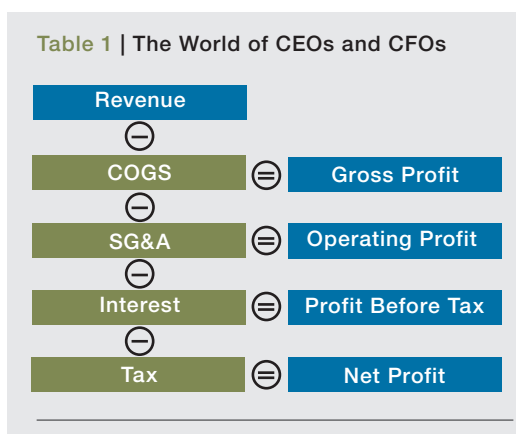 Table 1 | The World of CEOs and CFOs
Revenue
−
COGS = Gross Profit
−
SG&A = Operating Profit
−
Interest = Profit Before Tax
−
Tax = Net Profit